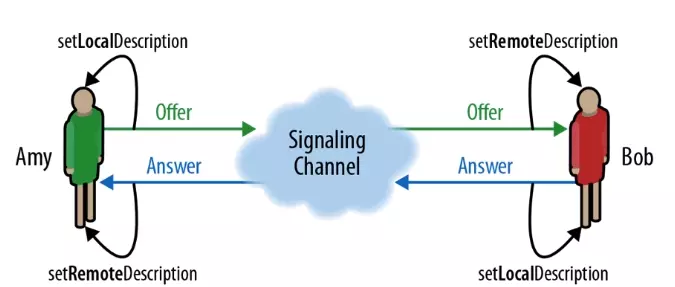 setLocalDescription
setRemoteDescription
Offer
Offer
Signaling
Channel
Amy
Bob
Answer
Answer
setRemoteDescription
setLocalDescription